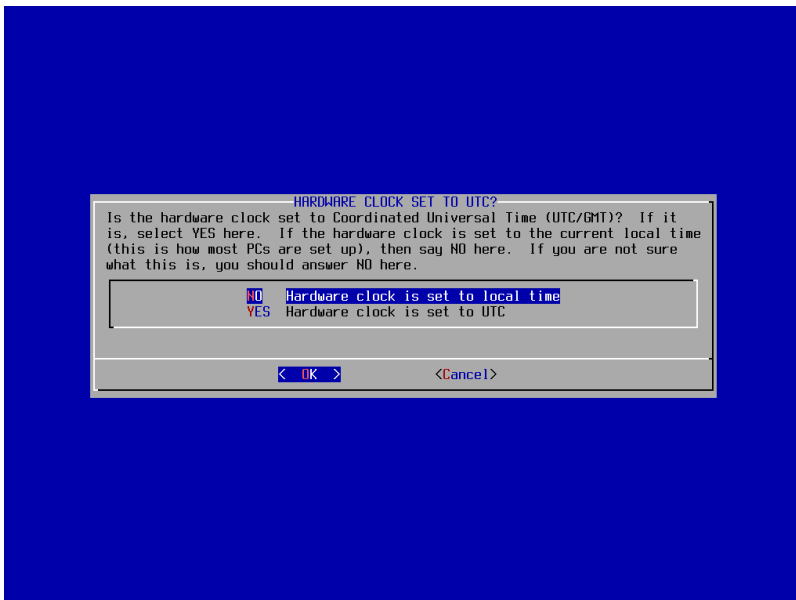 HARDWARE CLOCK SET TO UTC?
Is the hardware clock set to Coordinated Universal Time (UTC/GMT)?  If it
is, select YES here.  If the hardware clock is set to the current local time
(this is how most PCs are set up), then say NO here.  If you are not sure
what this is, you should answer NO here.
NO   Hardware clock is set to local time
YES  Hardware clock is set to UTC
<  OK  >            <Cancel>